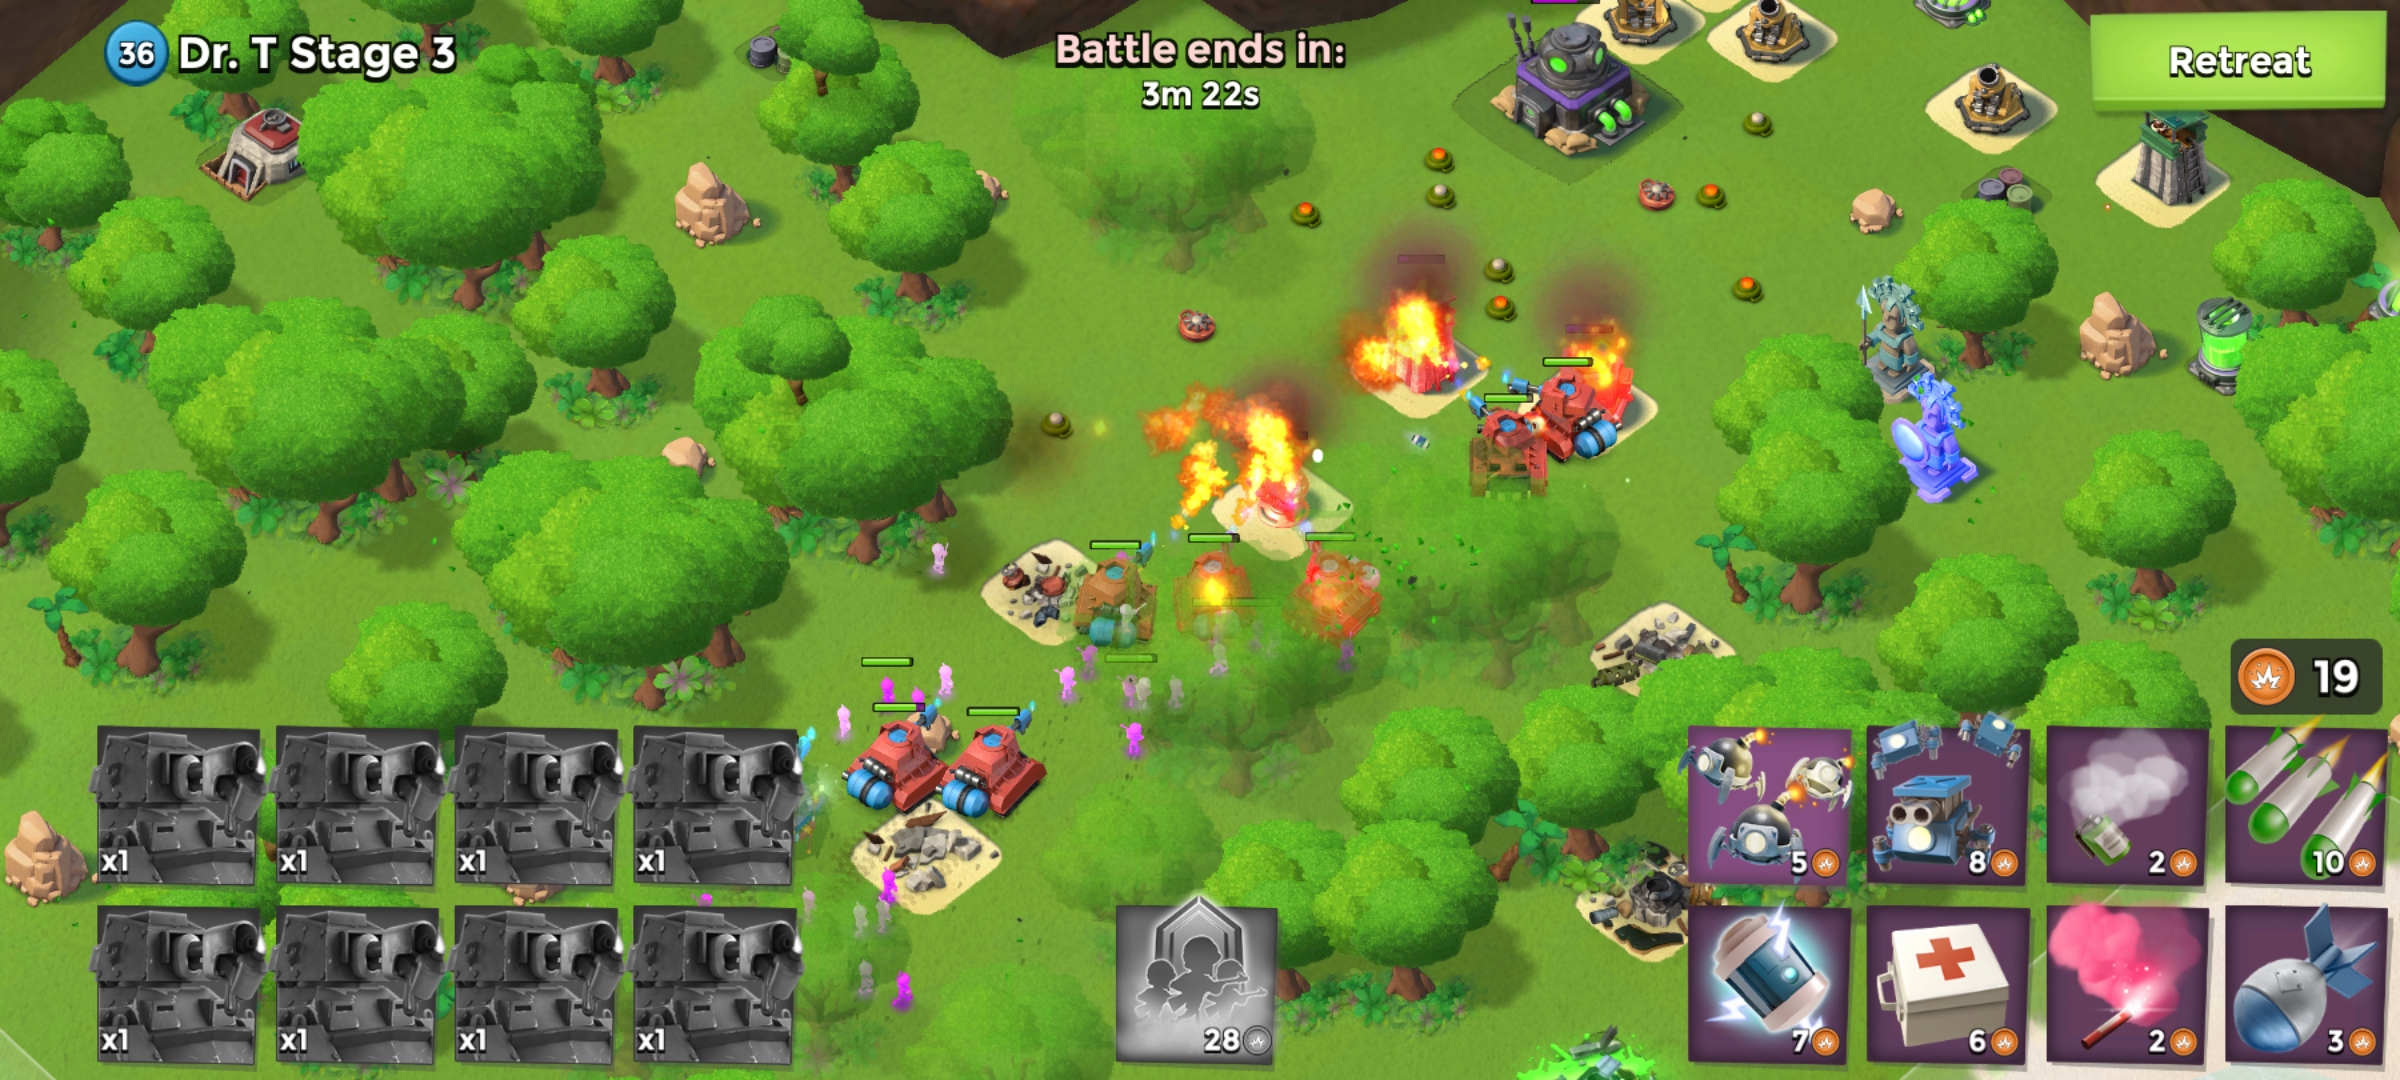 36 Dr. T Stage 3
Battle ends in:
3m 22s
Retreat
19
x1 x1 x1 x1
5 8 2 10
x1 x1 x1 x1
28
7 6 2 3